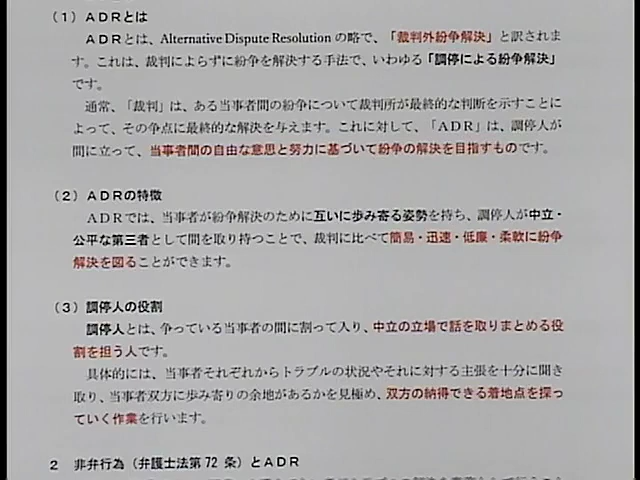 （１）ＡＤＲとは
ＡＤＲとは、Alternative Dispute Resolution の略で、「裁判外紛争解決」と訳されま
す。これは、裁判によらずに紛争を解決する手法で、いわゆる「調停による紛争解決」
です。
通常、「裁判」は、ある当事者間の紛争について裁判所が最終的な判断を示すことに
よって、その争点に最終的な解決を与えます。これに対して、「ＡＤＲ」は、調停人が
間に立って、当事者間の自由な意思と努力に基づいて紛争の解決を目指すものです。
（２）ＡＤＲの特徴
ＡＤＲでは、当事者が紛争解決のために互いに歩み寄る姿勢を持ち、調停人が中立・
公平な第三者として間を取り持つことで、裁判に比べて簡易・迅速・低廉・柔軟に紛争
解決を図ることができます。
（３）調停人の役割
調停人とは、争っている当事者の間に割って入り、中立の立場で話を取りまとめる役
割を担う人です。
具体的には、当事者それぞれからトラブルの状況やそれに対する主張を十分に聞き
取り、当事者双方に歩み寄りの余地があるかを見極め、双方の納得できる着地点を探っ
ていく作業を行います。
２ 非弁行為（弁護士法第 72 条）とＡＤＲ